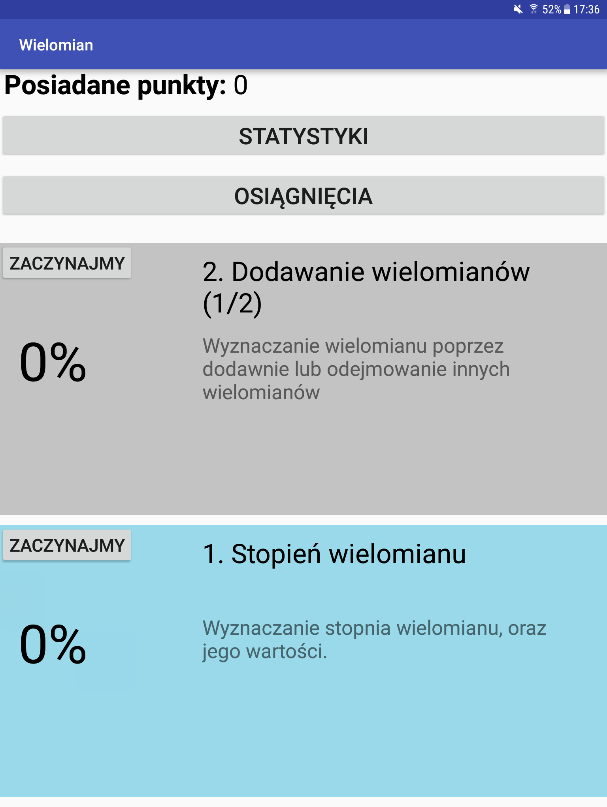 52% 17:36
Wielomian
Posiadane punkty: 0
STATYSTYKI
OSIĄGNIĘCIA
ZACZYNAJMY
2. Dodawanie wielomianów
(1/2)
0%
Wyznaczanie wielomianu poprzez
dodawnie lub odejmowanie innych
wielomianów
ZACZYNAJMY
1. Stopień wielomianu
0%
Wyznaczanie stopnia wielomianu, oraz
jego wartości.